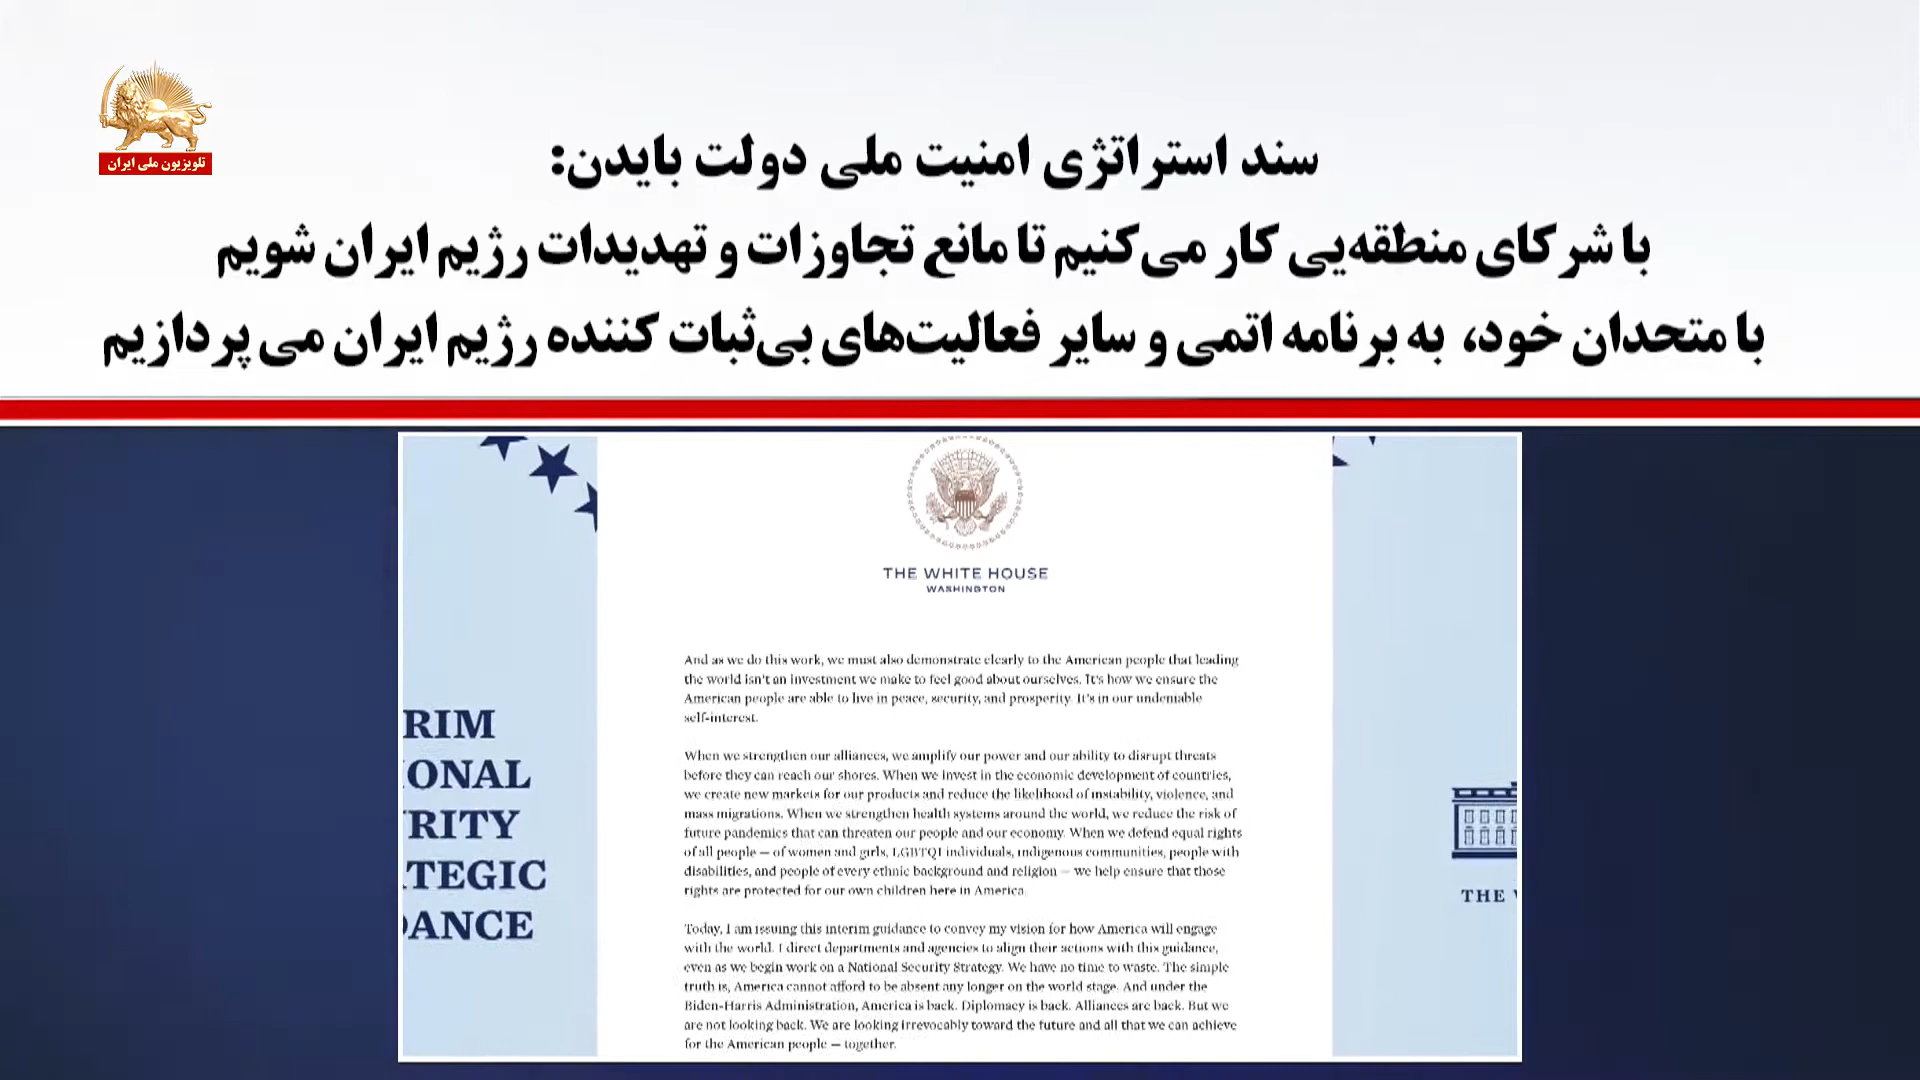 تلویزیون ملی ایران
سند استراتژی امنیت ملی دولت بایدن:
با شرکای منطقه‌یی کار می‌کنیم تا مانع تجاوزات و تهدیدات رژیم ایران شویم
با متحدان خود، به برنامه اتمی و سایر فعالیت‌های بی‌ثبات کننده رژیم ایران می پردازیم
THE WHITE HOUSE
WASHINGTON
And as we do this work, we must also demonstrate clearly to the American people that leading
the world isn't an investment we make to feel good about ourselves. It's how we ensure the
American people are able to live in peace, security, and prosperity. It's in our undeniable
self-interest.
When we strengthen our alliances, we amplify our power and our ability to disrupt threats
before they can reach our shores. When we invest in the economic development of countries,
we create new markets for our products and reduce the likelihood of instability, violence, and
mass migrations. When we strengthen health systems around the world, we reduce the risk of
future pandemics that can threaten our people and our economy. When we defend equal rights
of all people — of women and girls, LGBTQI individuals, indigenous communities, people with
disabilities, and people of every ethnic background and religion — we help ensure that those
rights are protected for our own children here in America.
Today, I am issuing this interim guidance to convey my vision for how America will engage
with the world. I direct departments and agencies to align their actions with this guidance,
even as we begin work on a National Security Strategy. We have no time to waste. The simple
truth is, America cannot afford to be absent any longer on the world stage. And under the
Biden-Harris Administration, America is back. Diplomacy is back. Alliances are back. But we
are not looking back. We are looking irrevocably toward the future and all that we can achieve
for the American people — together.
RIM
IONAL
RITY
TEGIC
DANCE
THE